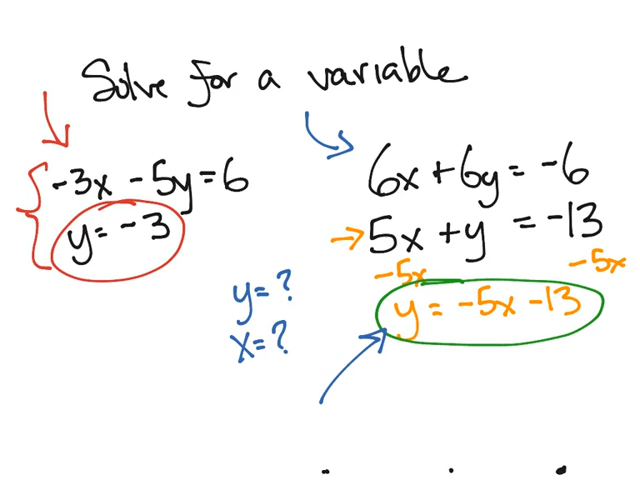 Solve for a variable
-3x - 5y = 6
y = -3
6x + 6y = -6
5x + y = -13
-5x -5x
y = -5x - 13
y = ?
x = ?